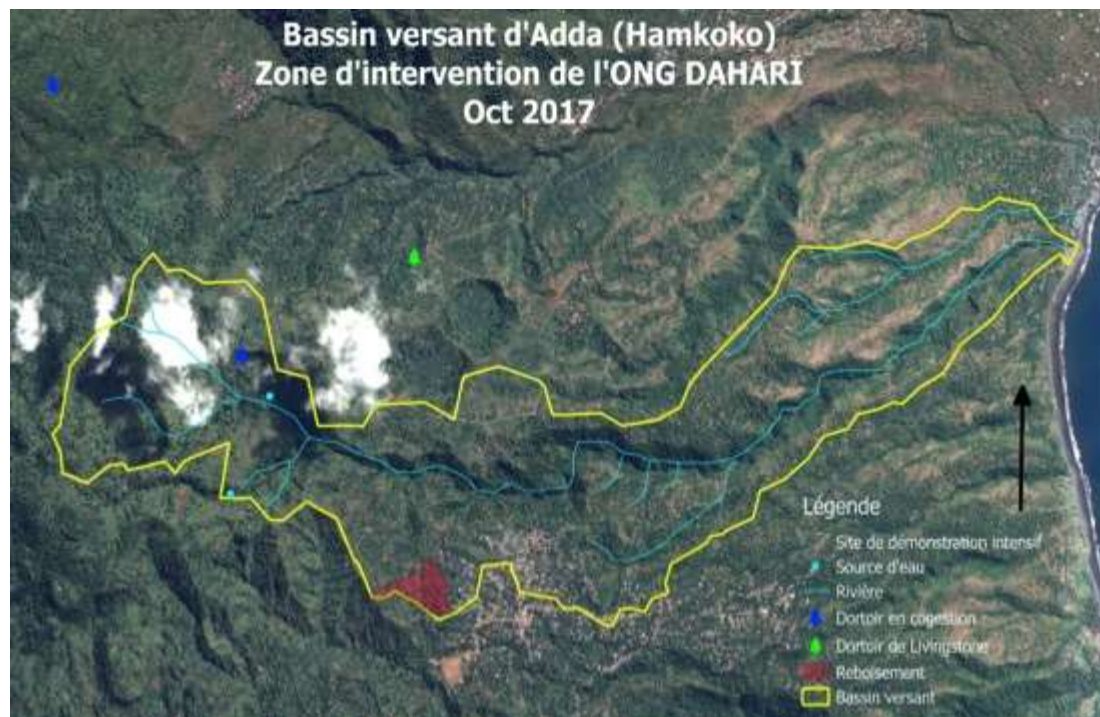 Bassin versant d'Adda (Hamkoko)
Zone d'intervention de l'ONG DAHARI
Oct 2017
Légende
Site de démonstration intensif
Source d'eau
Rivière
Dortoir en cogestion
Dortoir de Livingstone
Reboisement
Bassin versant